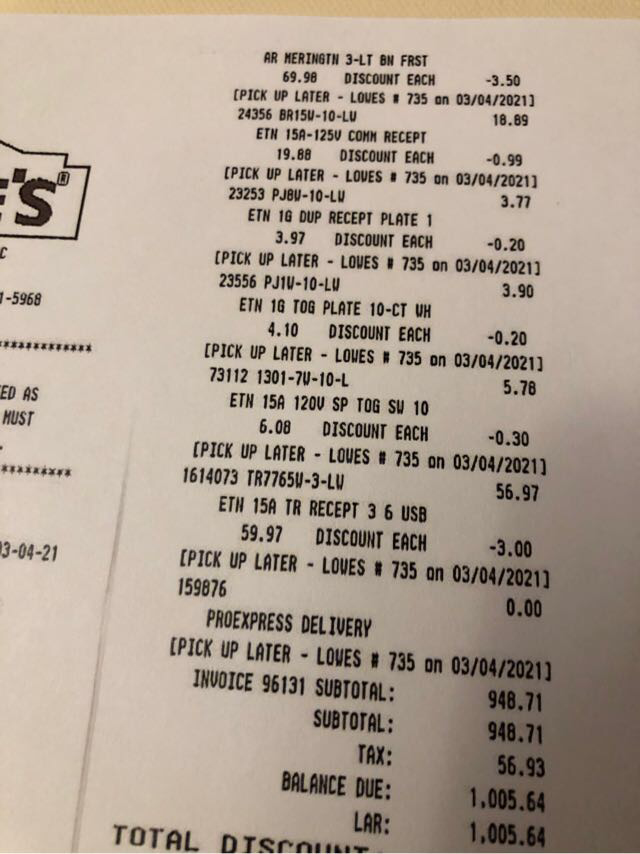 AR MERINGTN 3-LT BN FRST
69.98 DISCOUNT EACH -3.50
[PICK UP LATER - LOWES # 735 on 03/04/2021]
24356 BR15W-10-LW 18.89
ETN 15A-125V COMM RECEPT
19.88 DISCOUNT EACH -0.99
[PICK UP LATER - LOWES # 735 on 03/04/2021]
23253 PJ8W-10-LW 3.77
ETN 1G DUP RECEPT PLATE 1
3.97 DISCOUNT EACH -0.20
[PICK UP LATER - LOWES # 735 on 03/04/2021]
23556 PJ1W-10-LW 3.90
ETN 1G TOG PLATE 10-CT WH
4.10 DISCOUNT EACH -0.20
[PICK UP LATER - LOWES # 735 on 03/04/2021]
73112 1301-7W-10-L 5.78
ETN 15A 120V SP TOG SW 10
6.08 DISCOUNT EACH -0.30
[PICK UP LATER - LOWES # 735 on 03/04/2021]
1614073 TR7765W-3-LW 56.97
ETN 15A TR RECEPT 3 6 USB
59.97 DISCOUNT EACH -3.00
[PICK UP LATER - LOWES # 735 on 03/04/2021]
159876 0.00
PROEXPRESS DELIVERY
[PICK UP LATER - LOWES # 735 on 03/04/2021]
INVOICE 96131 SUBTOTAL: 948.71
SUBTOTAL: 948.71
TAX: 56.93
BALANCE DUE: 1,005.64
LAR: 1,005.64
TOTAL DISCOUNT
'S®
C
1-5968
*************
ED AS
MUST
.
*********
3-04-21